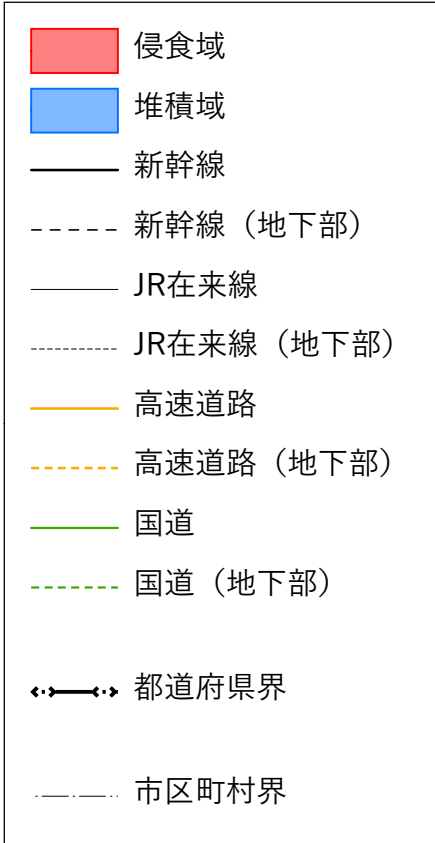 侵食域
堆積域
新幹線
新幹線（地下部）
JR在来線
JR在来線（地下部）
高速道路
高速道路（地下部）
国道
国道（地下部）
都道府県界
市区町村界